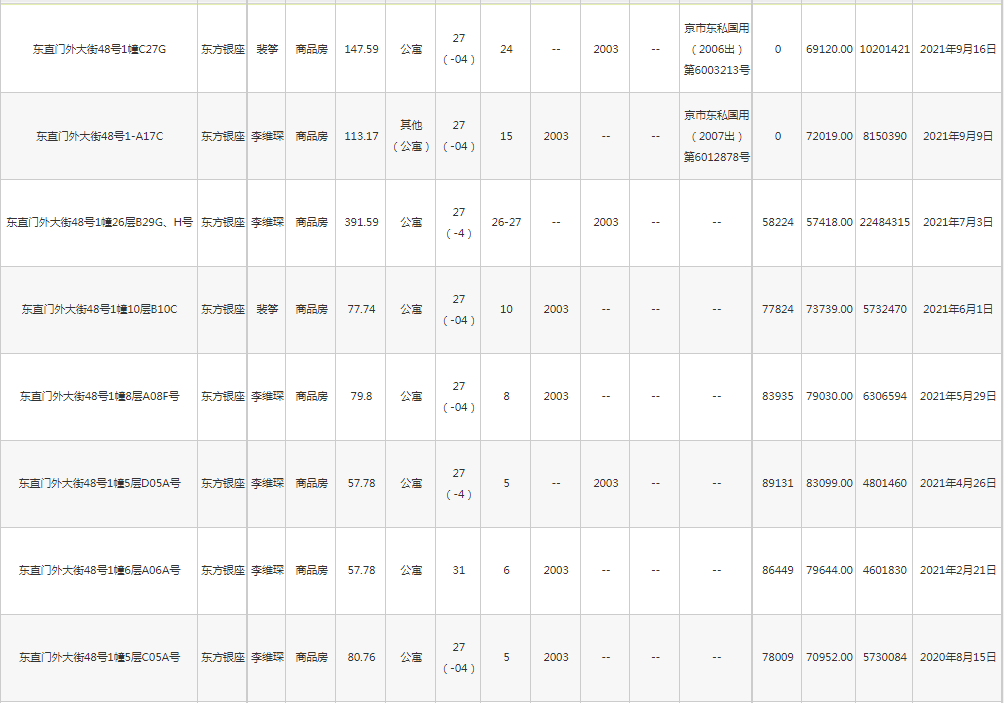 东直门外大街48号1幢C27G 东方银座 裴筝 商品房 147.59 公寓 27（-04） 24 -- 2003 -- 京市东私国用（2006出）第6003213号 0 69120.00 10201421 2021年9月16日
东直门外大街48号1-A17C 东方银座 李维琛 商品房 113.17 其他（公寓） 27（-04） 15 2003 -- -- 京市东私国用（2007出）第6012878号 0 72019.00 8150390 2021年9月9日
东直门外大街48号1幢26层B29G、H号 东方银座 李维琛 商品房 391.59 公寓 27（-4） 26-27 -- 2003 -- -- 58224 57418.00 22484315 2021年7月3日
东直门外大街48号1幢10层B10C 东方银座 裴筝 商品房 77.74 公寓 27（-04） 10 2003 -- -- -- 77824 73739.00 5732470 2021年6月1日
东直门外大街48号1幢8层A08F号 东方银座 李维琛 商品房 79.8 公寓 27（-04） 8 2003 -- -- -- 83935 79030.00 6306594 2021年5月29日
东直门外大街48号1幢5层D05A号 东方银座 李维琛 商品房 57.78 公寓 27（-4） 5 -- 2003 -- -- 89131 83099.00 4801460 2021年4月26日
东直门外大街48号1幢6层A06A号 东方银座 李维琛 商品房 57.78 公寓 31 6 2003 -- -- -- 86449 79644.00 4601830 2021年2月21日
东直门外大街48号1幢5层C05A号 东方银座 李维琛 商品房 80.76 公寓 27（-04） 5 2003 -- -- -- 78009 70952.00 5730084 2020年8月15日